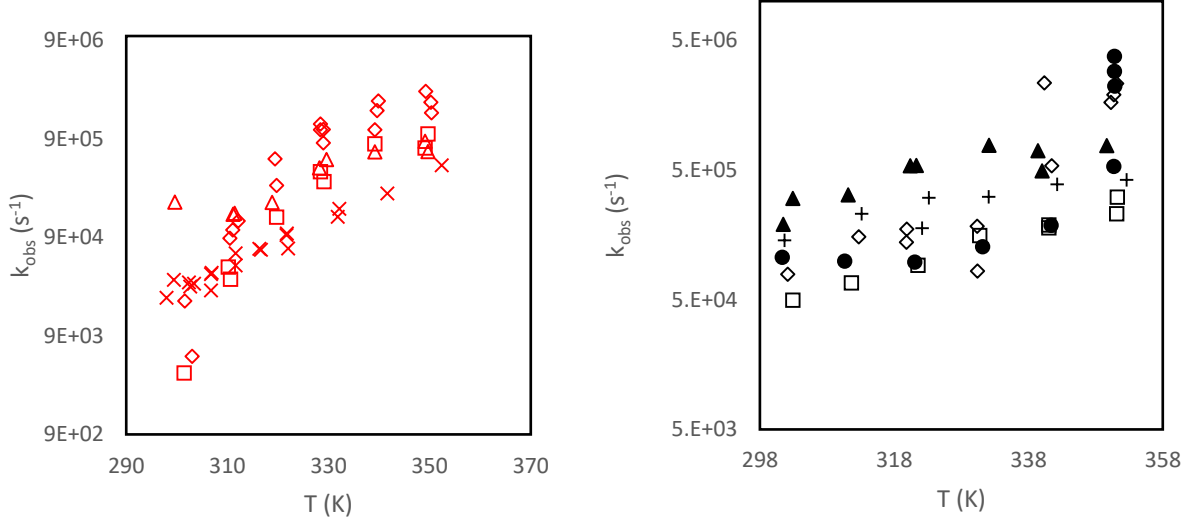 9E+06
9E+05
9E+04
9E+03
9E+02
k_obs (s⁻¹)
290 310 330 350 370
T (K)
5.E+06
5.E+05
5.E+04
5.E+03
k_obs (s⁻¹)
298 318 338 358
T (K)